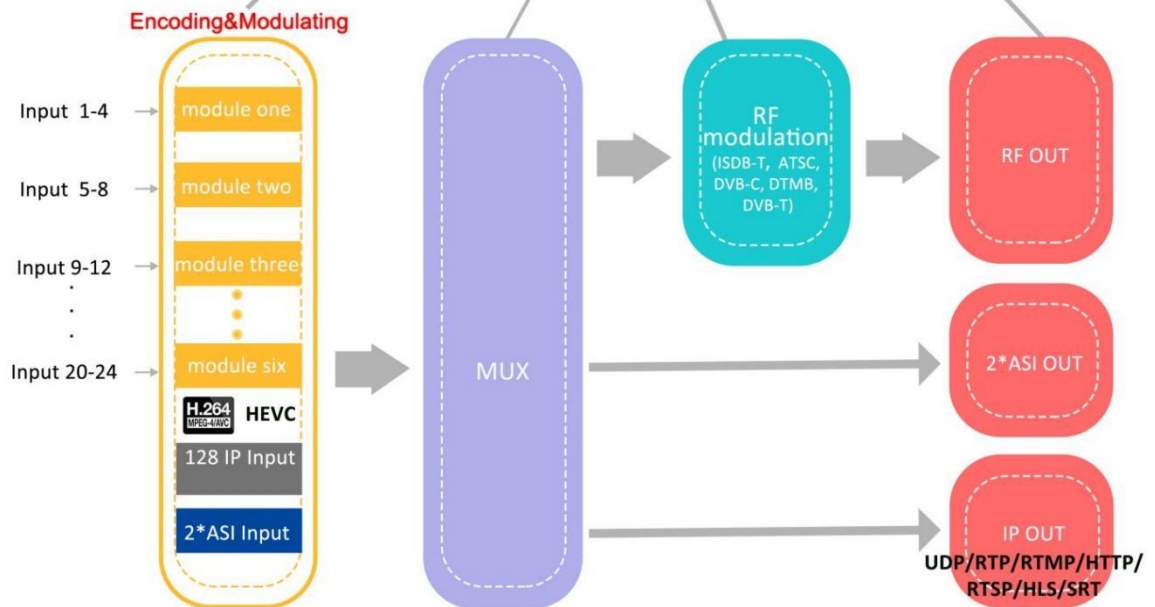 Encoding&Modulating
Input 1-4
module one
Input 5-8
module two
Input 9-12
module three
.
.
.
Input 20-24
module six
H.264
MPEG-4/AVC
HEVC
128 IP Input
2*ASI Input
MUX
RF
modulation
(ISDB-T, ATSC,
DVB-C, DTMB,
DVB-T)
RF OUT
2*ASI OUT
IP OUT
UDP/RTP/RTMP/HTTP/
RTSP/HLS/SRT